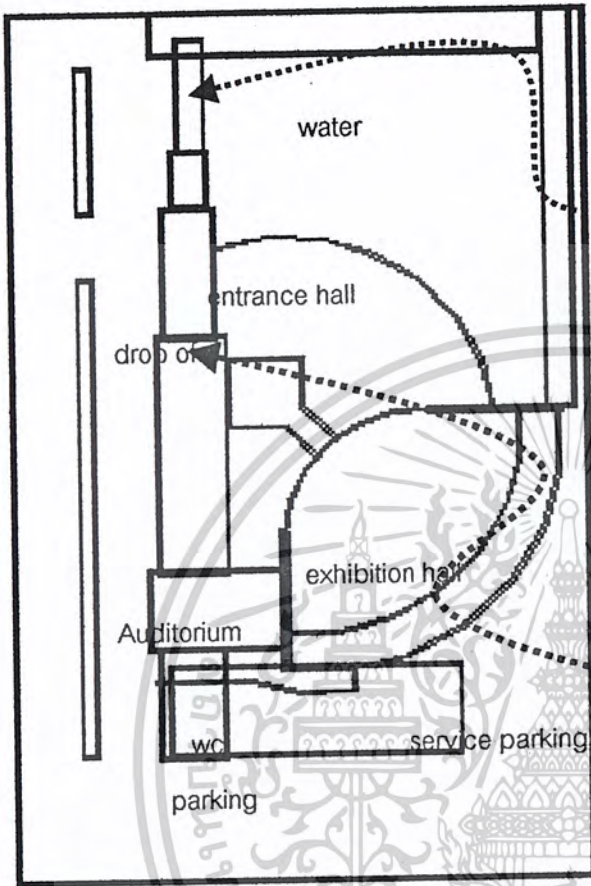 water
entrance hall
drop of
exhibition hall
Auditorium
wc
service parking
parking